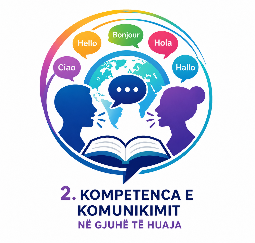 Bonjour
Hello
Hola
Ciao
Hallo
2. KOMPETENCA E
KOMUNIKIMIT
NË GJUHË TË HUAJA